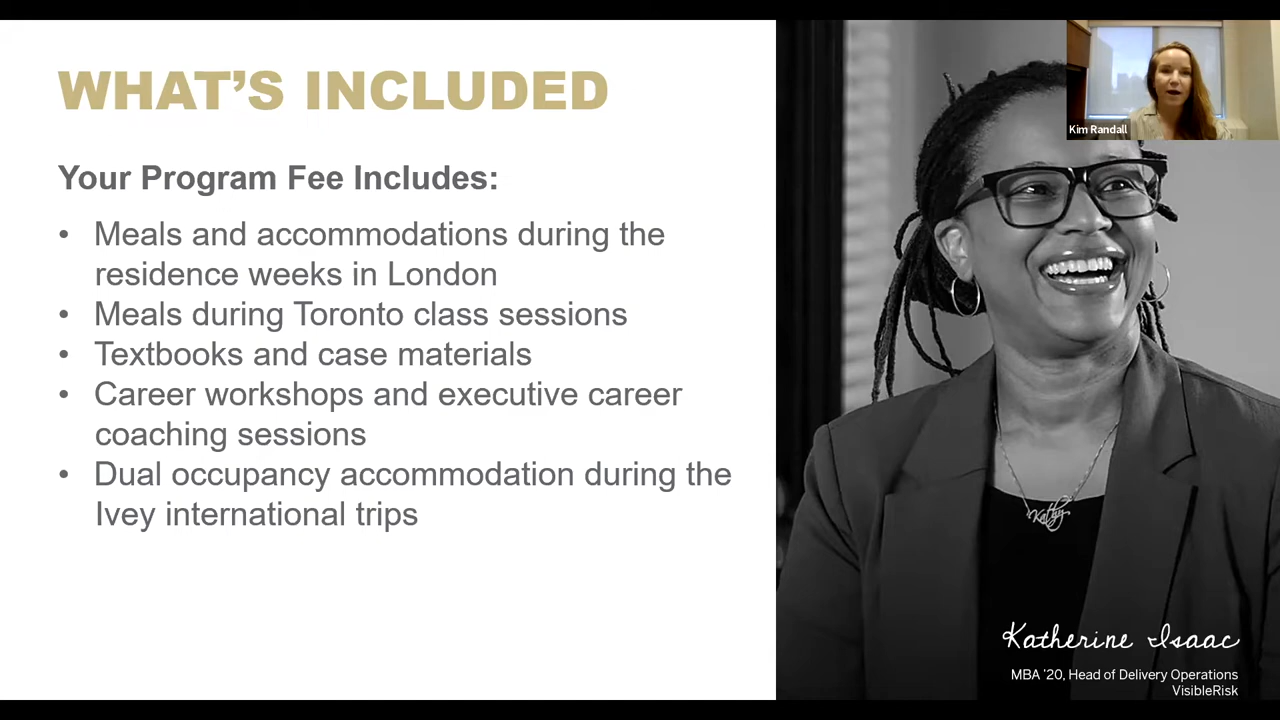 WHAT'S INCLUDED
Your Program Fee Includes:
• Meals and accommodations during the
residence weeks in London
• Meals during Toronto class sessions
• Textbooks and case materials
• Career workshops and executive career
coaching sessions
• Dual occupancy accommodation during the
Ivey international trips
Kim Randall
Kathy
Katherine Isaac
MBA '20, Head of Delivery Operations
VisibleRisk